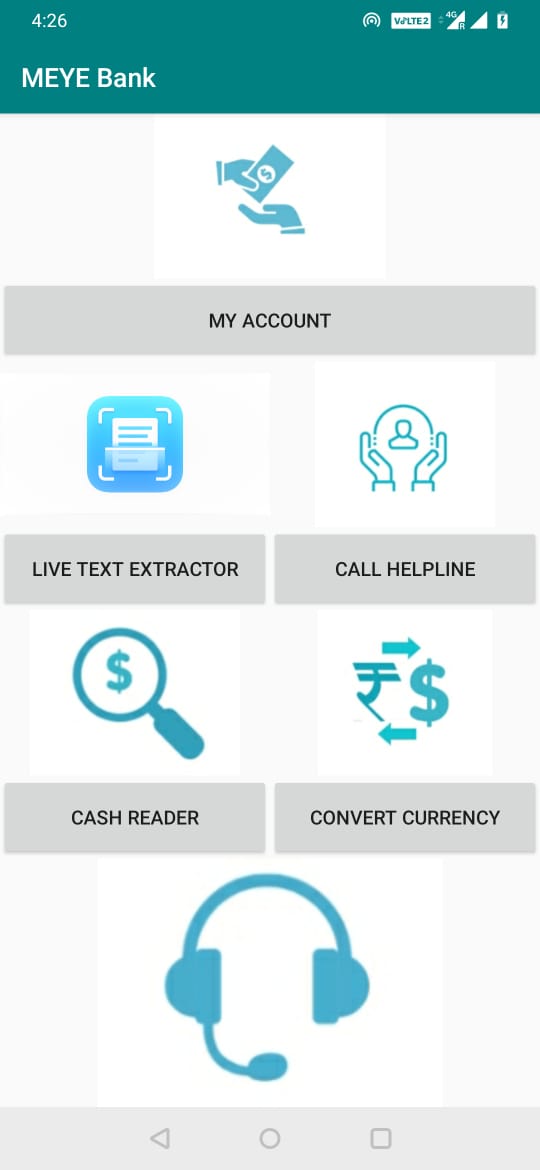 4:26
VoLTE2
4G
R
MEYE Bank
$
MY ACCOUNT
LIVE TEXT EXTRACTOR
CALL HELPLINE
$
₹ $
CASH READER
CONVERT CURRENCY